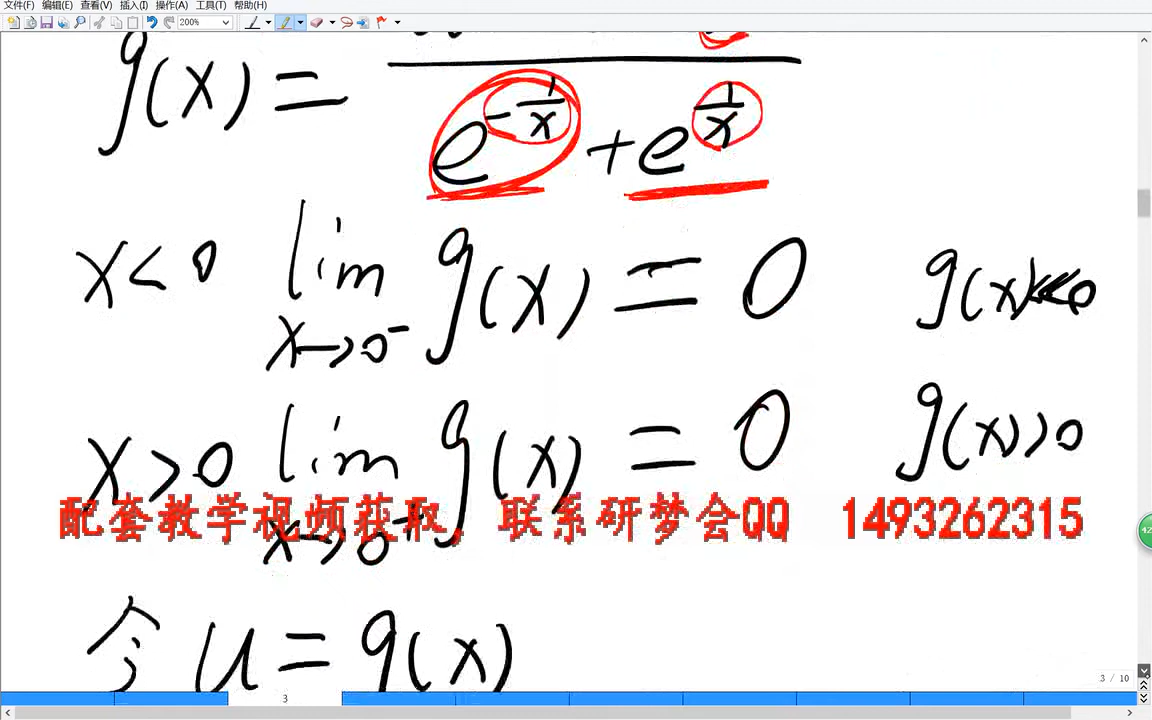 文件(F) 编辑(E) 查看(V) 插入(I) 操作(A) 工具(T) 帮助(H)
200%
g(x) =
e^{-1/x} + e^{1/x}
x<0 lim g(x) = 0 g(x)<0
x→0⁻
x>0 lim g(x) = 0 g(x)>0
配套教学视频获取，联系研梦会QQ 1493262315
x→0⁺
令 u = g(x)
3 / 10
3